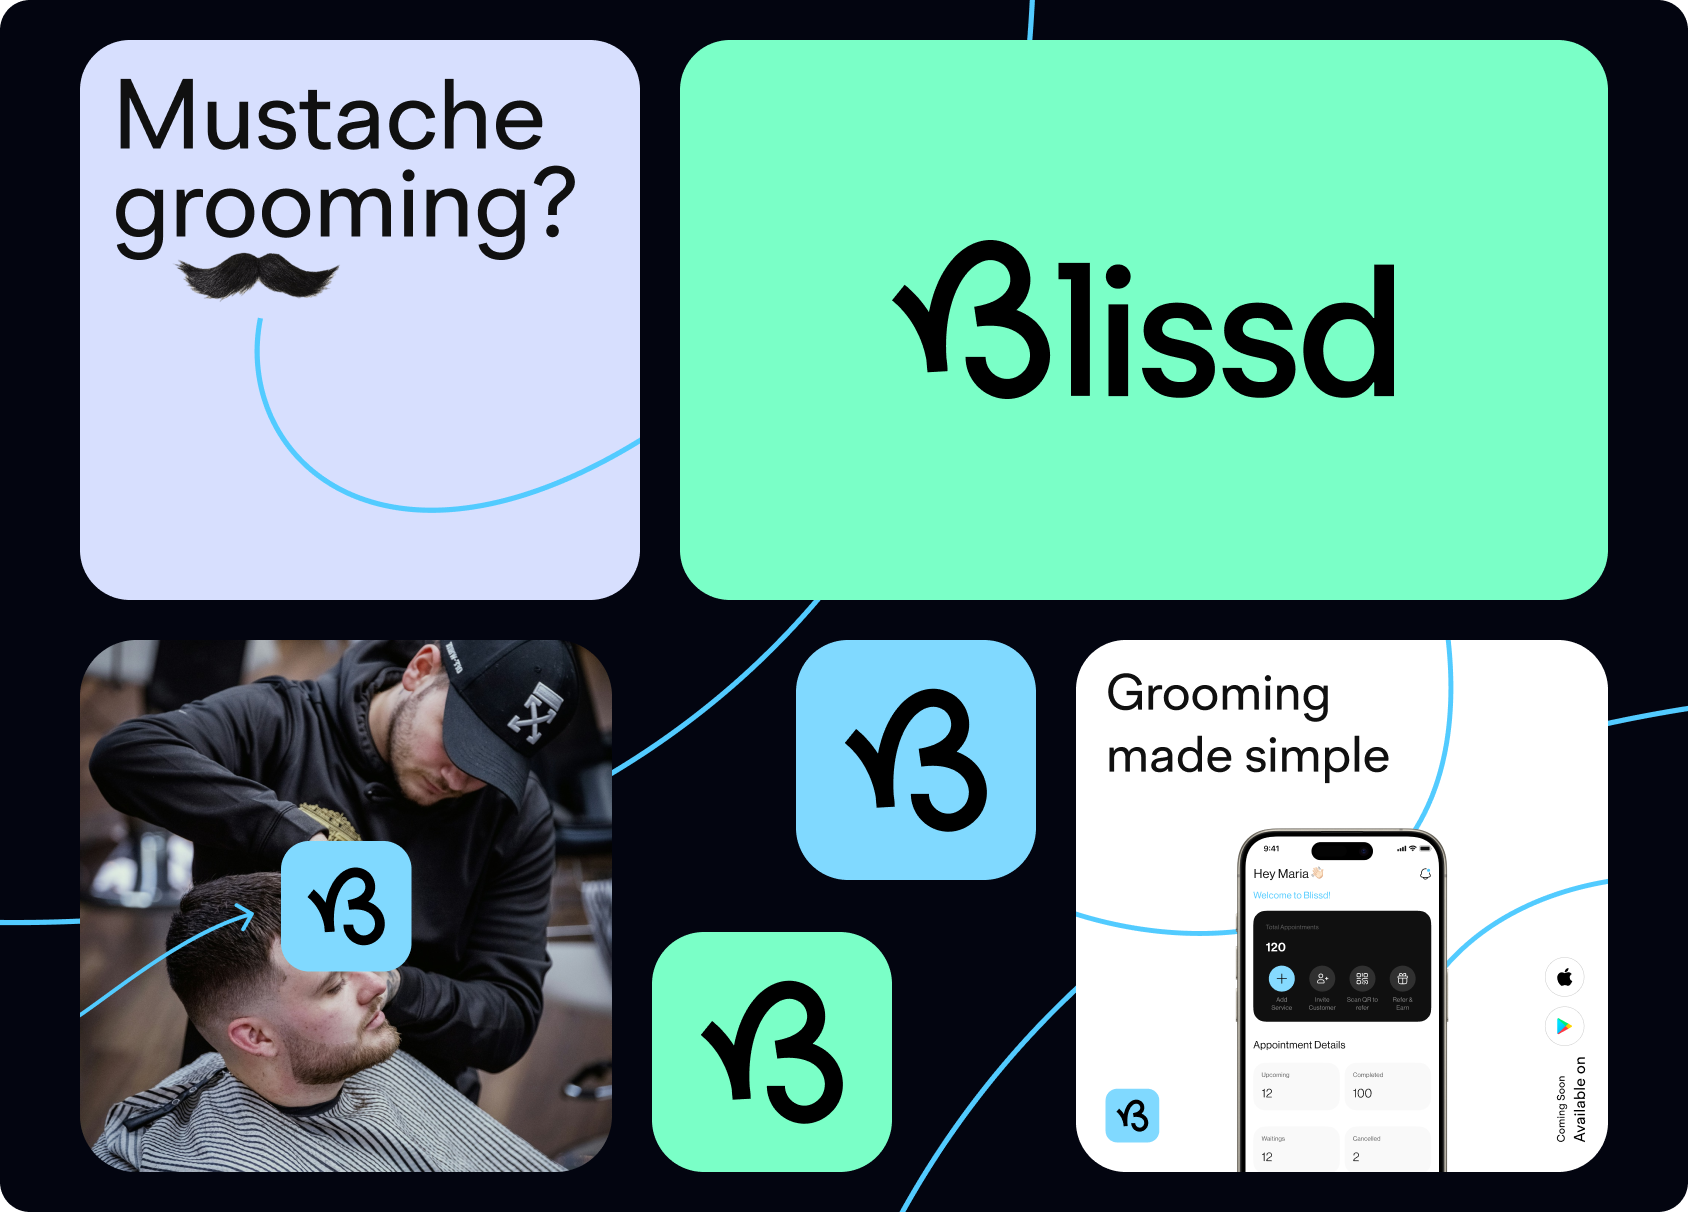 Mustache
grooming?
Blissd
B
B
B
Grooming
made simple
9:41
Hey Maria 👋🏻
Welcome to Blissd!
Total Appointments
120
Add
Service
Invite
Customer
Scan QR to
refer
Refer &
Earn
Appointment Details
Upcoming
12
Completed
100
Waitings
12
Cancelled
2
B
Coming Soon
Available on